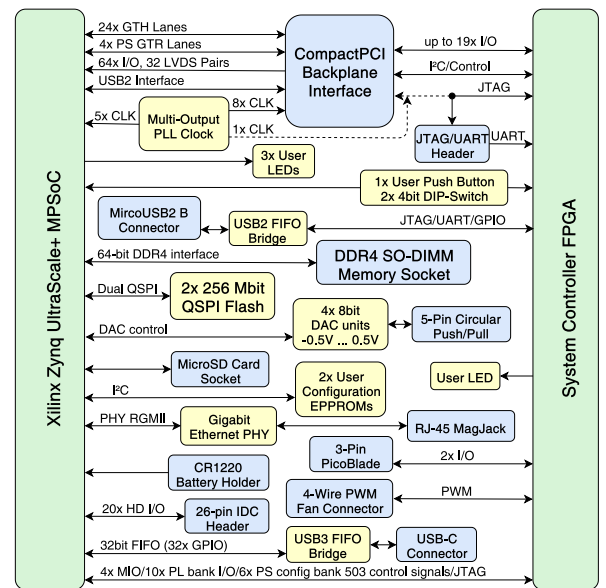 24x GTH Lanes
4x PS GTR Lanes
64x I/O, 32 LVDS Pairs
USB2 Interface
CompactPCI
Backplane
Interface
up to 19x I/O
I²C/Control
JTAG
5x CLK
Multi-Output
PLL Clock
8x CLK
1x CLK
JTAG/UART
Header
UART
3x User
LEDs
1x User Push Button
2x 4bit DIP-Switch
MircoUSB2 B
Connector
USB2 FIFO
Bridge
JTAG/UART/GPIO
64-bit DDR4 interface
DDR4 SO-DIMM
Memory Socket
Dual QSPI
2x 256 Mbit
QSPI Flash
DAC control
4x 8bit
DAC units
-0.5V ... 0.5V
5-Pin Circular
Push/Pull
MicroSD Card
Socket
I²C
2x User
Configuration
EPPROMs
User LED
PHY RGMII
Gigabit
Ethernet PHY
RJ-45 MagJack
CR1220
Battery Holder
3-Pin
PicoBlade
2x I/O
20x HD I/O
26-pin IDC
Header
4-Wire PWM
Fan Connector
PWM
32bit FIFO (32x GPIO)
USB3 FIFO
Bridge
USB-C
Connector
4x MIO/10x PL bank I/O/6x PS config bank 503 control signals/JTAG
Xilinx Zynq UltraScale+ MPSoC
System Controller FPGA